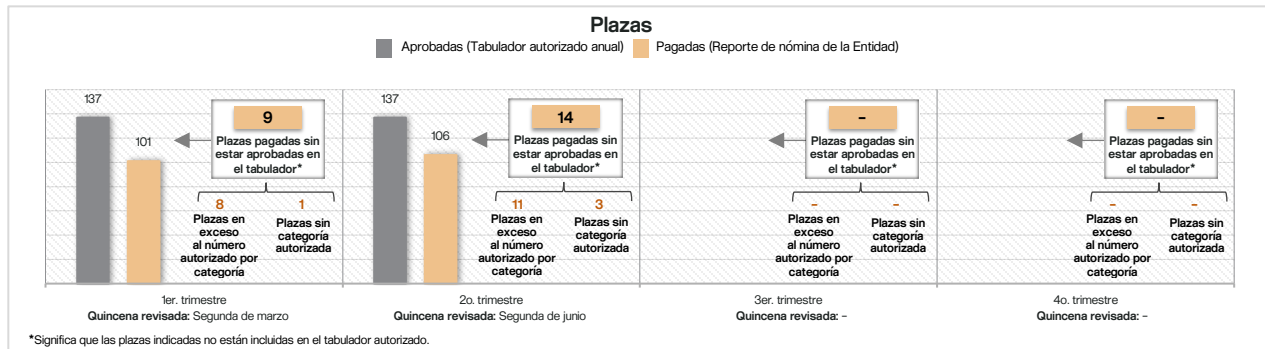 Plazas
Aprobadas (Tabulador autorizado anual)
Pagadas (Reporte de nómina de la Entidad)
137
101
9
Plazas pagadas sin
estar aprobadas en
el tabulador*
8
Plazas en
exceso
al número
autorizado por
categoría
1
Plazas sin
categoría
autorizada
1er. trimestre
Quincena revisada: Segunda de marzo
137
106
14
Plazas pagadas sin
estar aprobadas en
el tabulador*
11
Plazas en
exceso
al número
autorizado por
categoría
3
Plazas sin
categoría
autorizada
2o. trimestre
Quincena revisada: Segunda de junio
-
Plazas pagadas sin
estar aprobadas en
el tabulador*
-
Plazas en
exceso
al número
autorizado por
categoría
-
Plazas sin
categoría
autorizada
3er. trimestre
Quincena revisada: -
-
Plazas pagadas sin
estar aprobadas en
el tabulador*
-
Plazas en
exceso
al número
autorizado por
categoría
-
Plazas sin
categoría
autorizada
4o. trimestre
Quincena revisada: -
*Significa que las plazas indicadas no están incluidas en el tabulador autorizado.